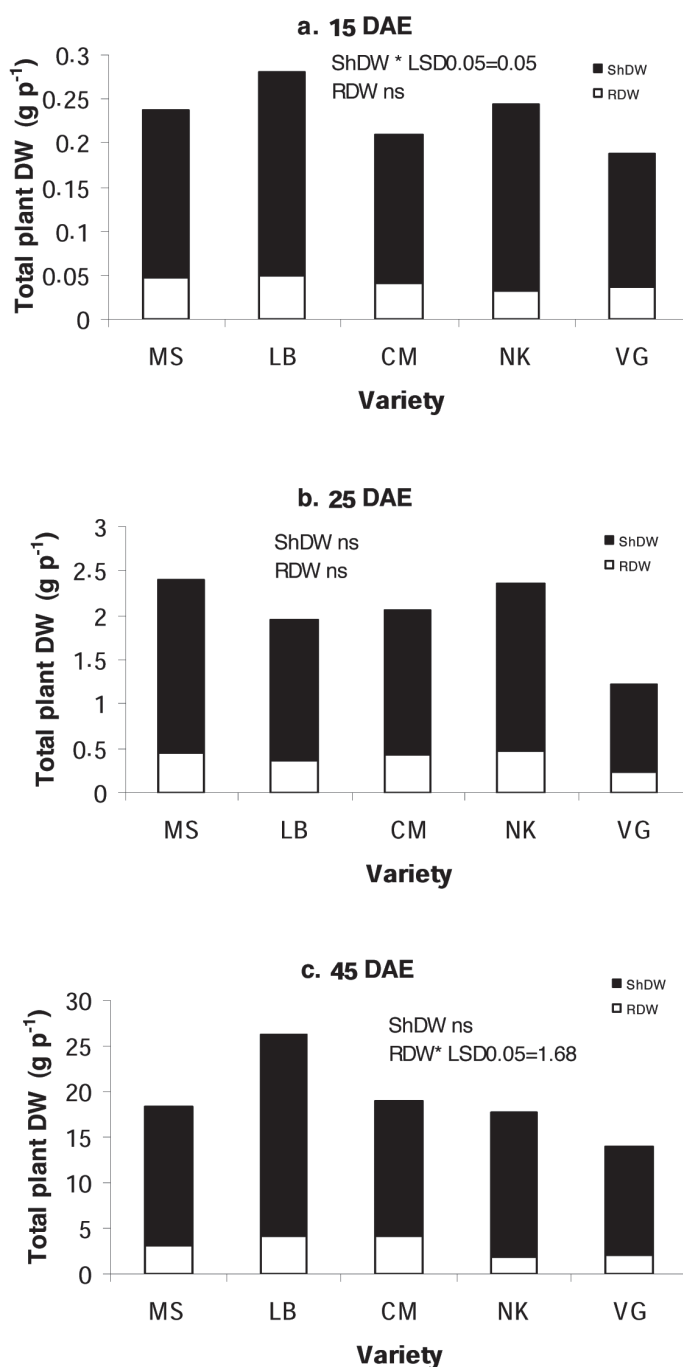 a. 15 DAE
ShDW * LSD0.05=0.05
RDW ns
ShDW
RDW
Total plant DW (g p-1)
0.3
0.25
0.2
0.15
0.1
0.05
0
MS LB CM NK VG
Variety
b. 25 DAE
ShDW ns
RDW ns
ShDW
RDW
Total plant DW (g p-1)
3
2.5
2
1.5
1
0.5
0
MS LB CM NK VG
Variety
c. 45 DAE
ShDW ns
RDW* LSD0.05=1.68
ShDW
RDW
Total plant DW (g p-1)
30
25
20
15
10
5
0
MS LB CM NK VG
Variety